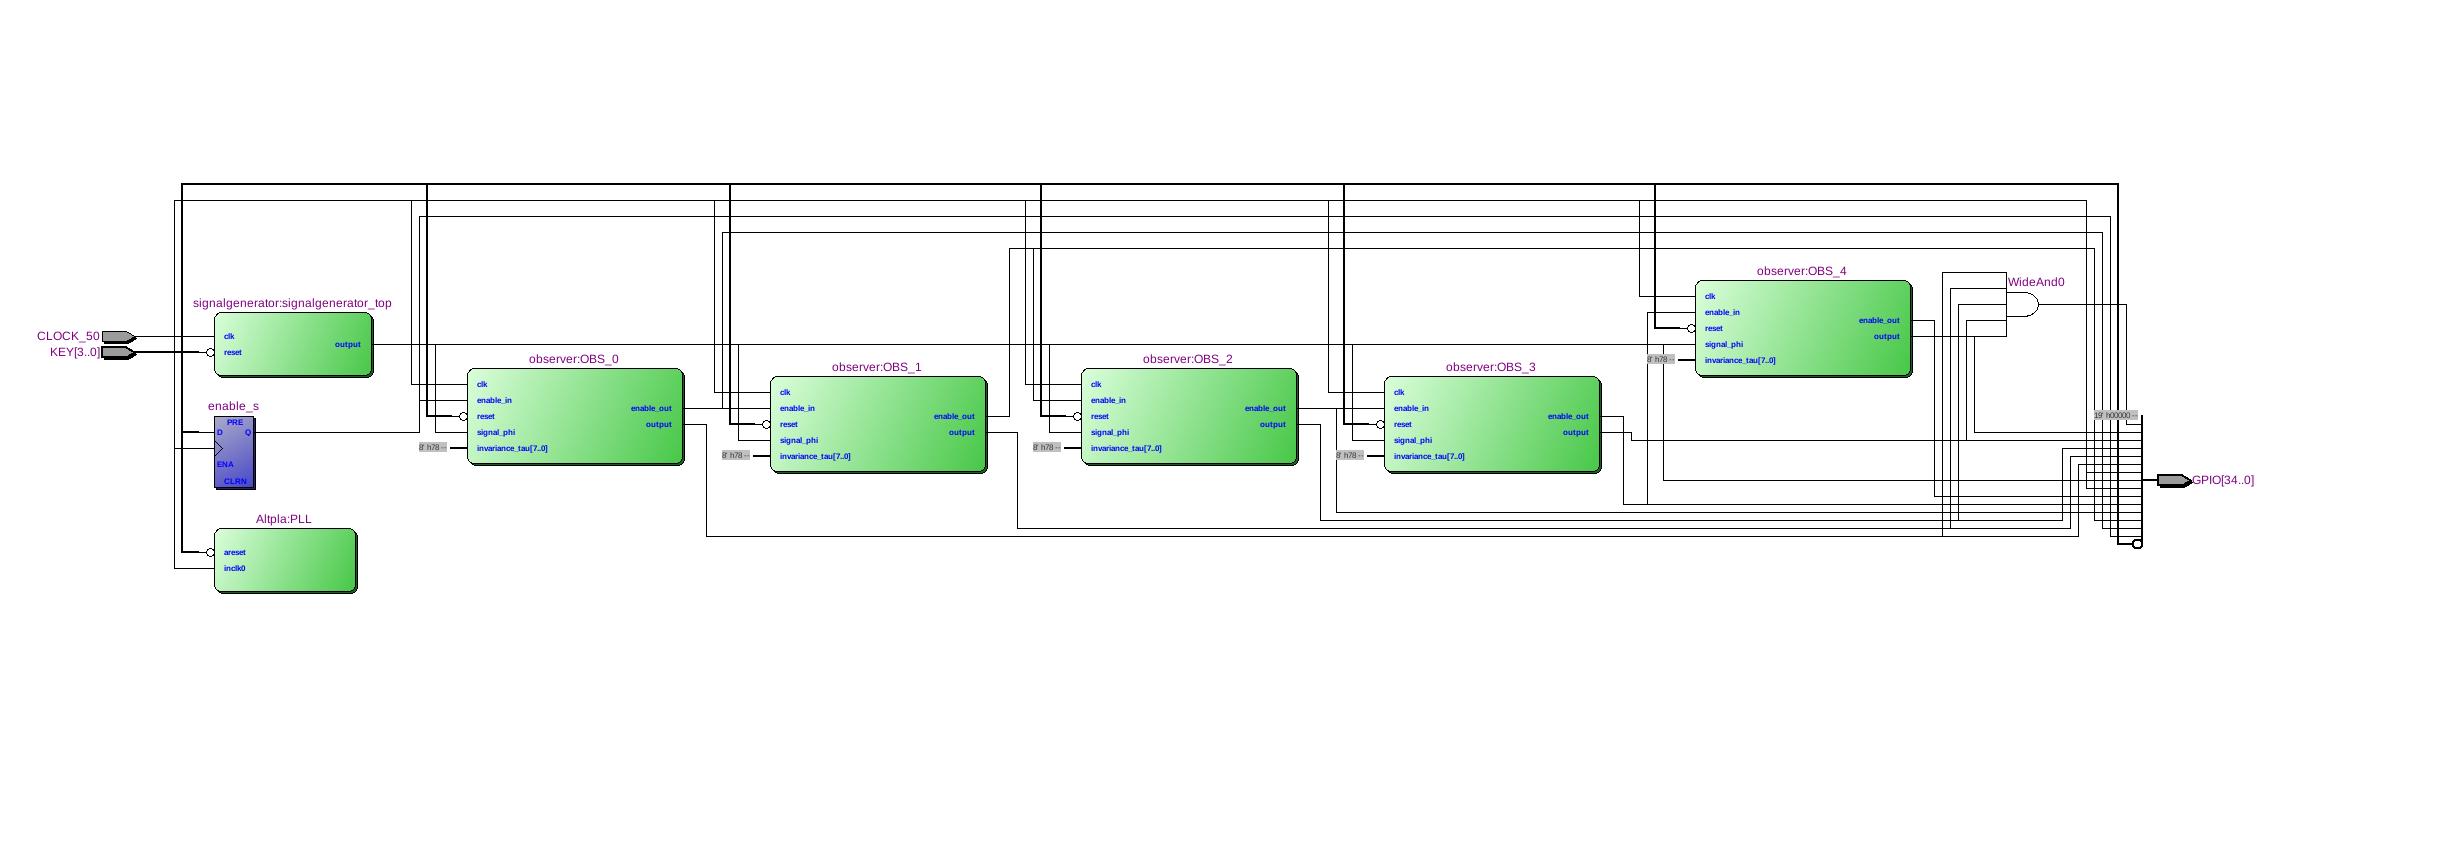 CLOCK_50
KEY[3..0]
signalgenerator:signalgenerator_top
clk
reset
output
enable_s
PRE
D
Q
ENA
CLRN
Altpla:PLL
areset
inclk0
observer:OBS_0
clk
enable_in
reset
signal_phi
invariance_tau[7..0]
enable_out
output
8' h78 --
observer:OBS_1
clk
enable_in
reset
signal_phi
invariance_tau[7..0]
enable_out
output
8' h78 --
observer:OBS_2
clk
enable_in
reset
signal_phi
invariance_tau[7..0]
enable_out
output
8' h78 --
observer:OBS_3
clk
enable_in
reset
signal_phi
invariance_tau[7..0]
enable_out
output
8' h78 --
observer:OBS_4
clk
enable_in
reset
signal_phi
invariance_tau[7..0]
enable_out
output
8' h78 --
WideAnd0
19' h00000 --
GPIO[34..0]